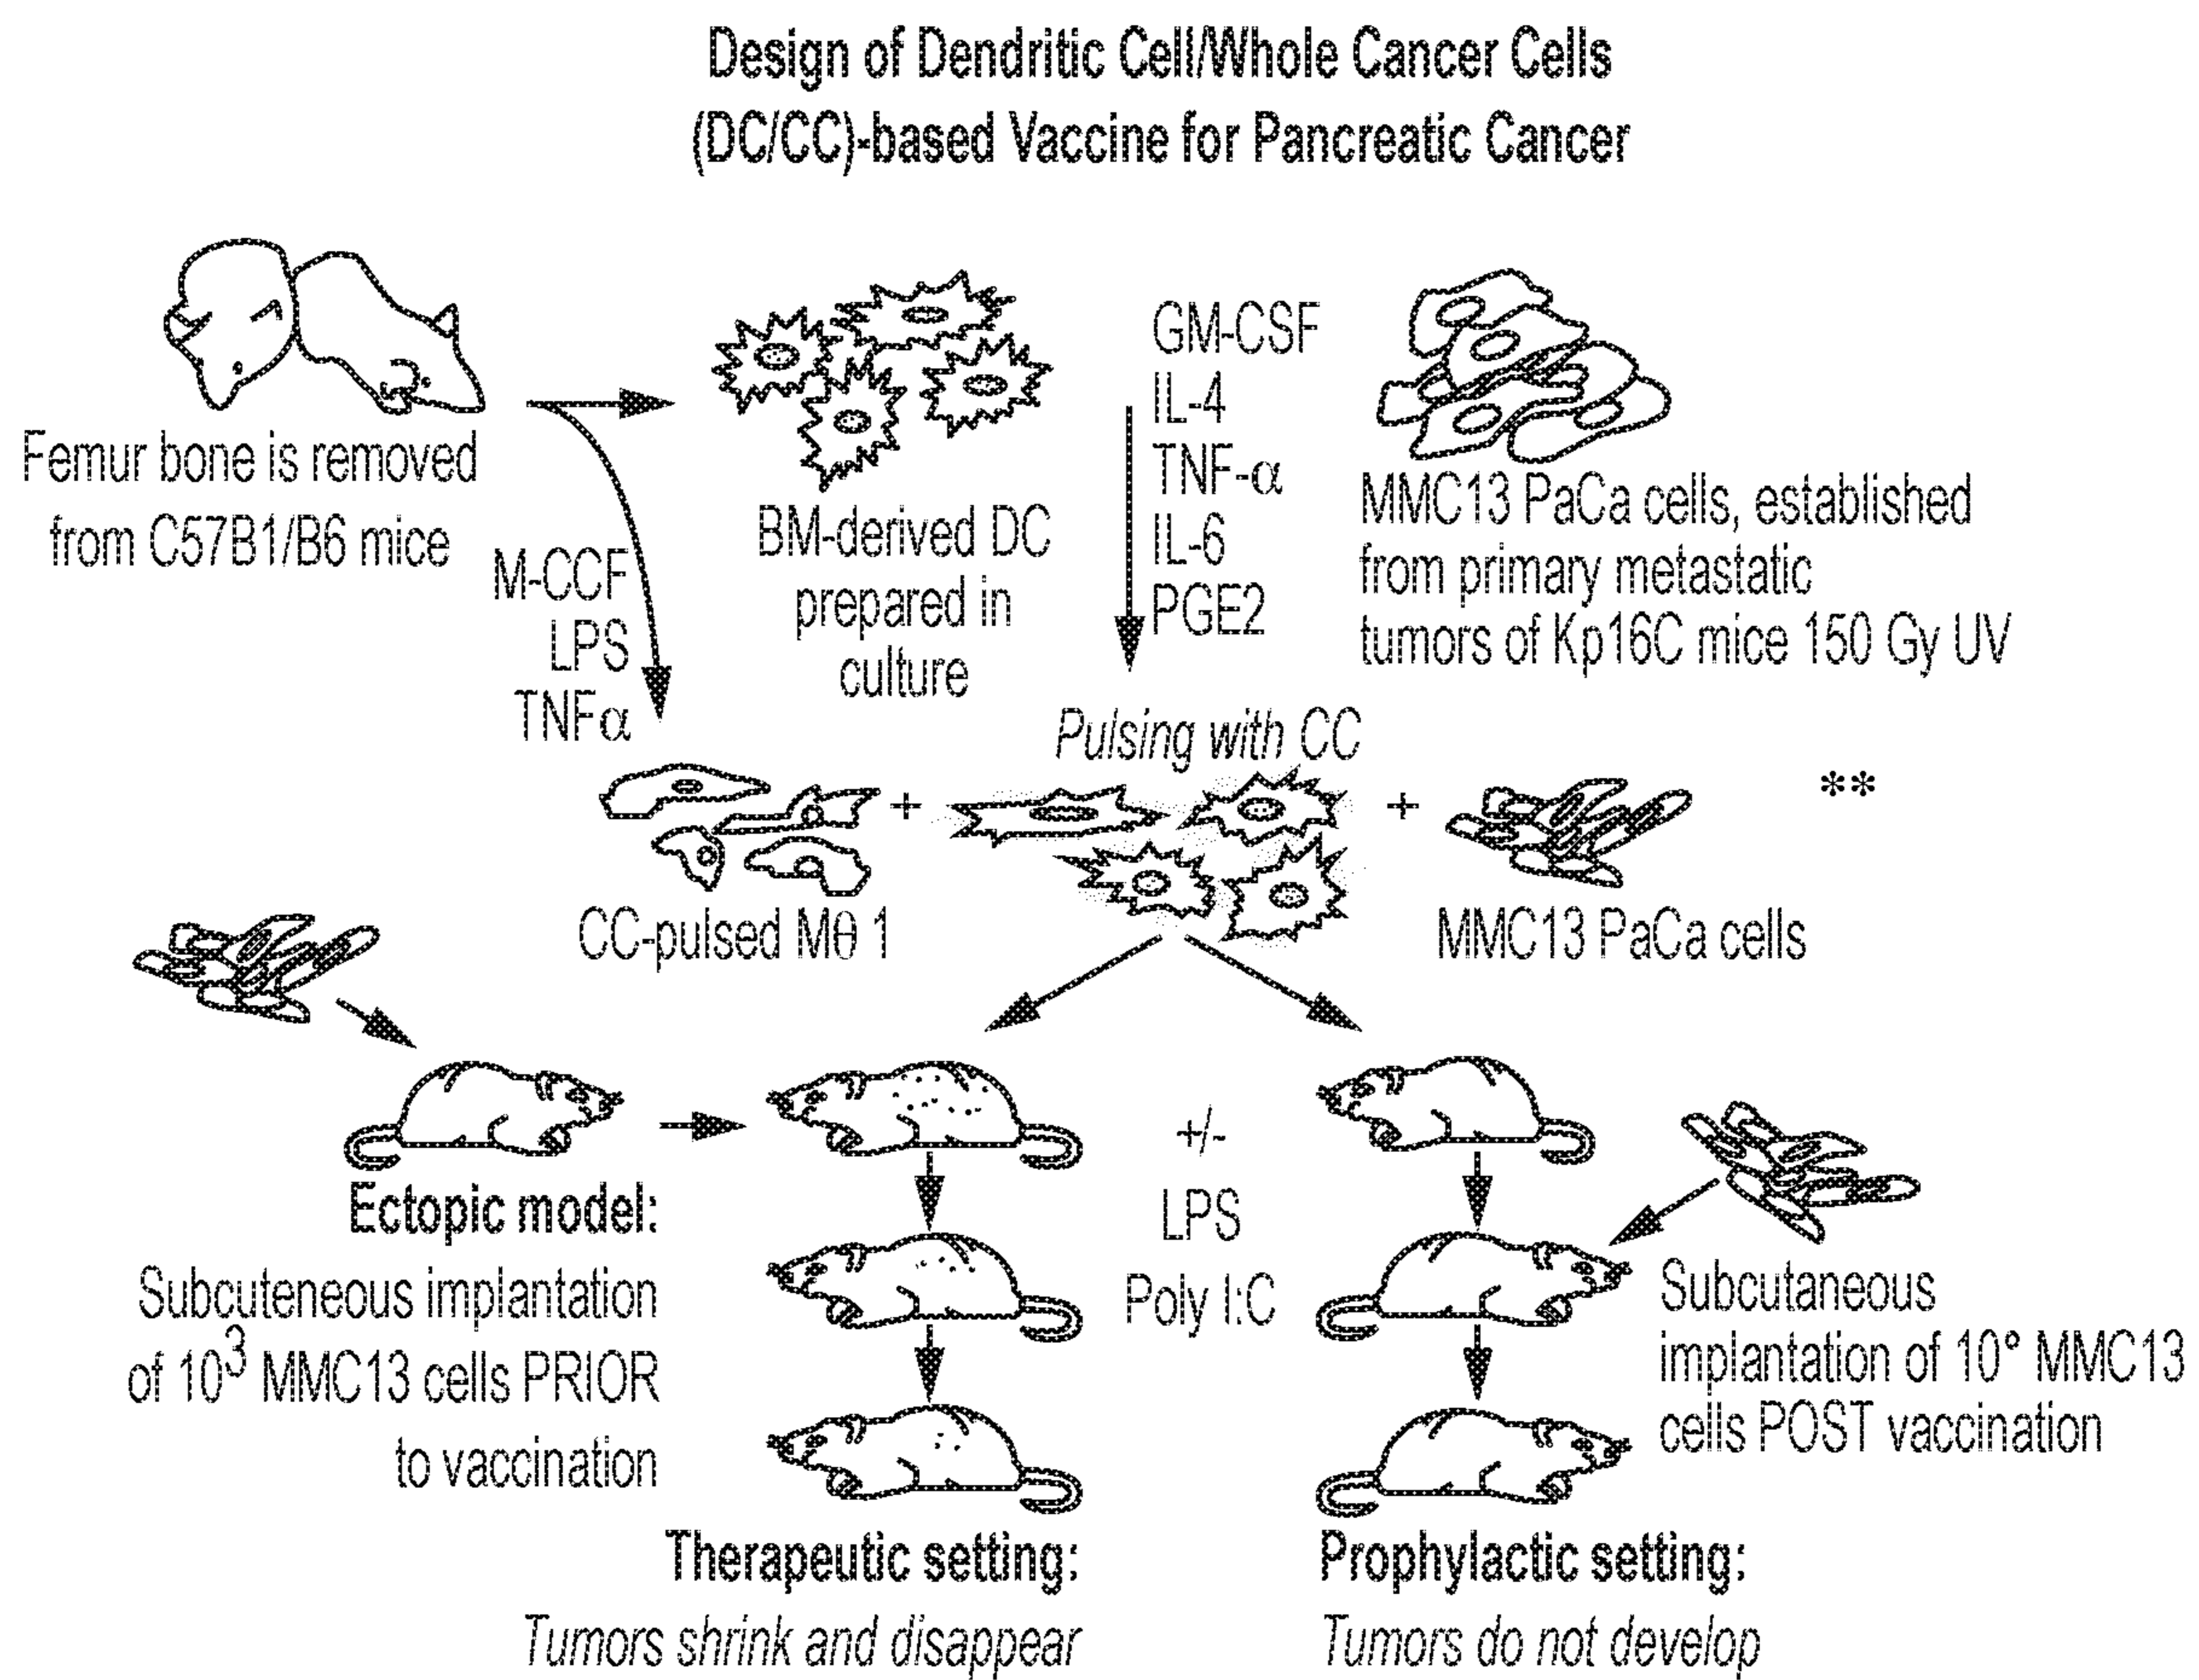 Design of Dendritic Cell/Whole Cancer Cells
(DC/CC)-based Vaccine for Pancreatic Cancer
Femur bone is removed
from C57B1/B6 mice
M-CCF
LPS
TNFα
BM-derived DC
prepared in
culture
GM-CSF
IL-4
TNF-α
IL-6
PGE2
MMC13 PaCa cells, established
from primary metastatic
tumors of Kp16C mice 150 Gy UV
Pulsing with CC
+
+
**
CC-pulsed Mθ 1
MMC13 PaCa cells
Ectopic model:
Subcuteneous implantation
of 10³ MMC13 cells PRIOR
to vaccination
+/-
LPS
Poly I:C
Subcutaneous
implantation of 10° MMC13
cells POST vaccination
Therapeutic setting:
Tumors shrink and disappear
Prophylactic setting:
Tumors do not develop